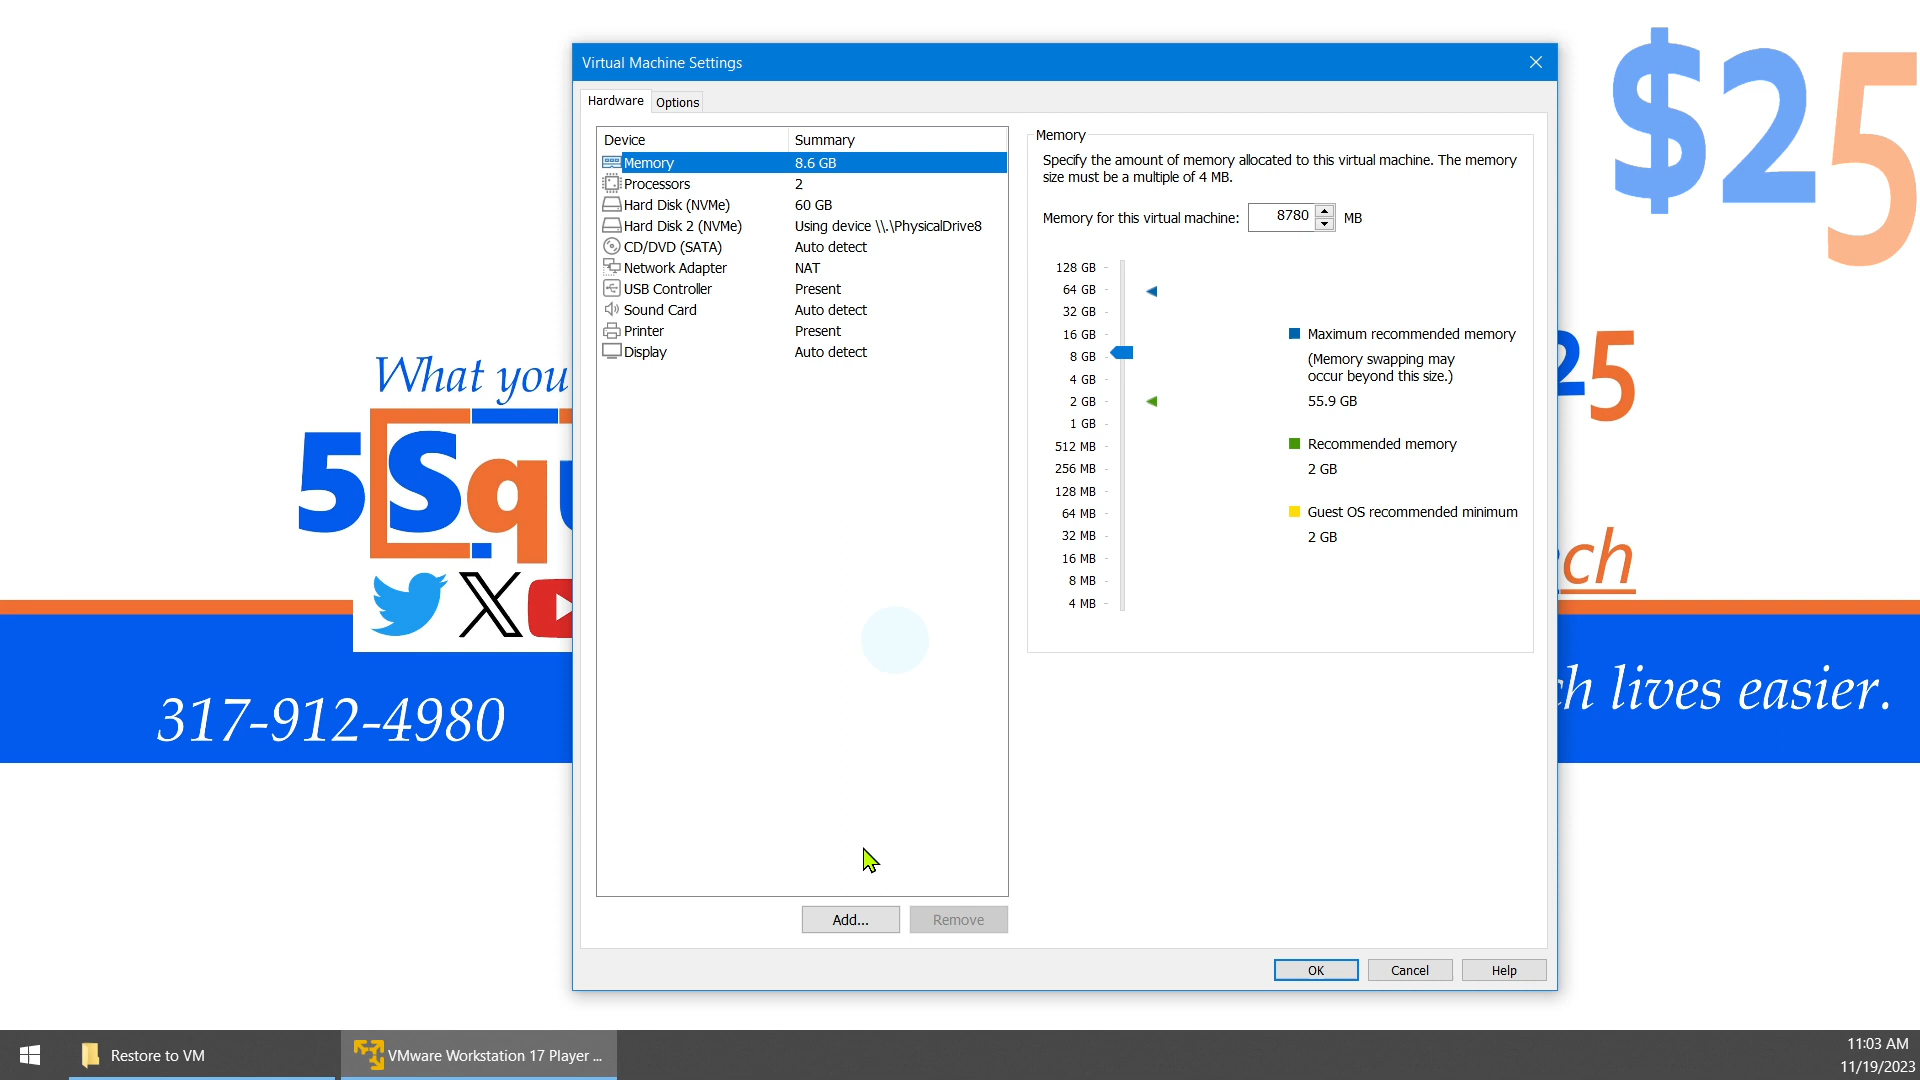 $25
Virtual Machine Settings
Hardware
Options
Device Summary
Memory 8.6 GB
Processors 2
Hard Disk (NVMe) 60 GB
Hard Disk 2 (NVMe) Using device \\.\PhysicalDrive8
CD/DVD (SATA) Auto detect
Network Adapter NAT
USB Controller Present
Sound Card Auto detect
Printer Present
Display Auto detect
Add...
Remove
Memory
Specify the amount of memory allocated to this virtual machine. The memory
size must be a multiple of 4 MB.
Memory for this virtual machine: 8780 MB
128 GB
64 GB
32 GB
16 GB
8 GB
4 GB
2 GB
1 GB
512 MB
256 MB
128 MB
64 MB
32 MB
16 MB
8 MB
4 MB
Maximum recommended memory
(Memory swapping may
occur beyond this size.)
55.9 GB
Recommended memory
2 GB
Guest OS recommended minimum
2 GB
OK
Cancel
Help
What you
5Squ
25
ch
317-912-4980
ch lives easier.
Restore to VM
VMware Workstation 17 Player ...
11:03 AM
11/19/2023